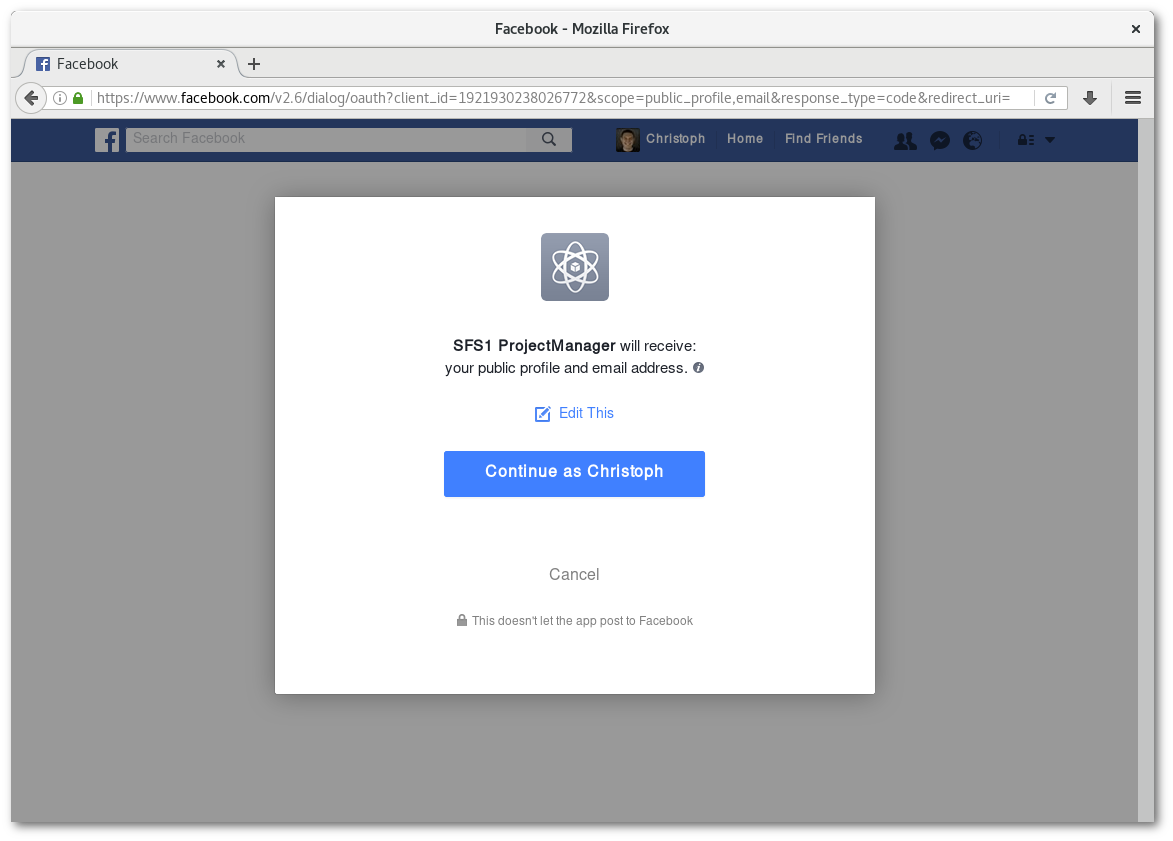 Facebook - Mozilla Firefox
Facebook
https://www.facebook.com/v2.6/dialog/oauth?client_id=1921930238026772&scope=public_profile,email&response_type=code&redirect_uri=
Search Facebook
Christoph Home Find Friends
SFS1 ProjectManager will receive:
your public profile and email address.
Edit This
Continue as Christoph
Cancel
This doesn't let the app post to Facebook